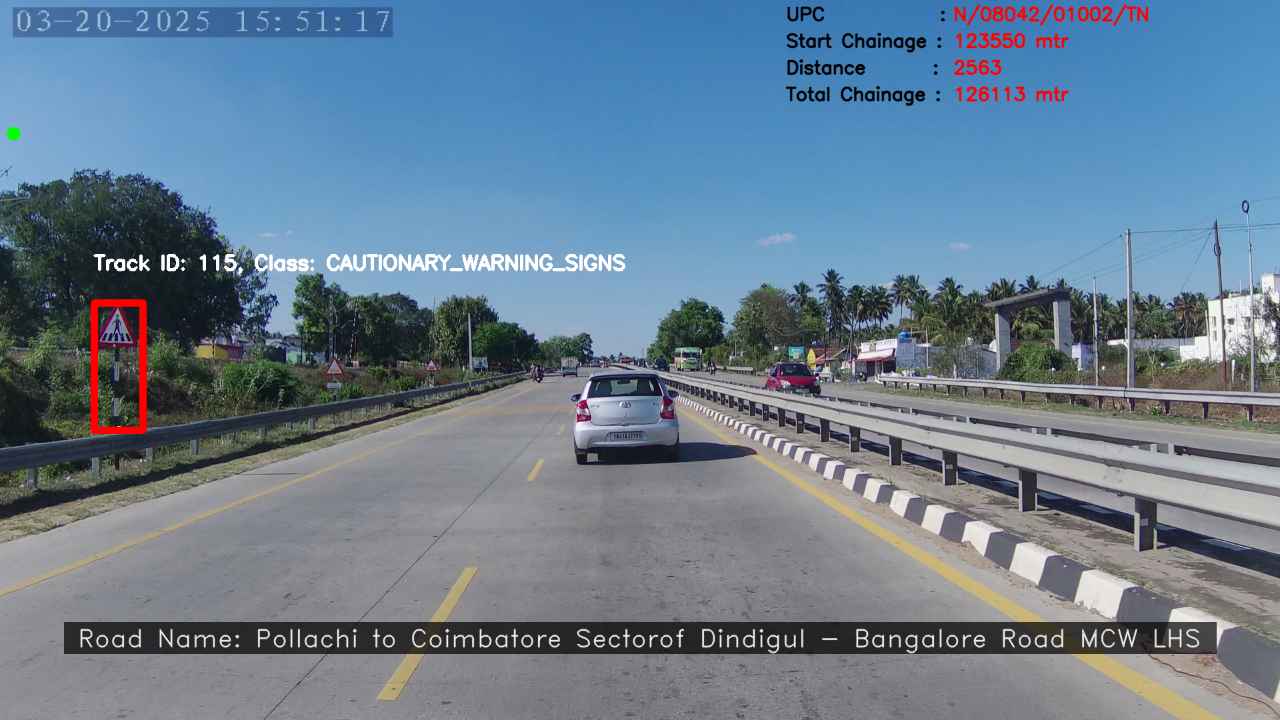 03-20-2025 15:51:17
UPC : N/08042/01002/TN
Start Chainage : 123550 mtr
Distance : 2563
Total Chainage : 126113 mtr
Track ID: 115, Class: CAUTIONARY_WARNING_SIGNS
Road Name: Pollachi to Coimbatore Sectorof Dindigul - Bangalore Road MCW LHS